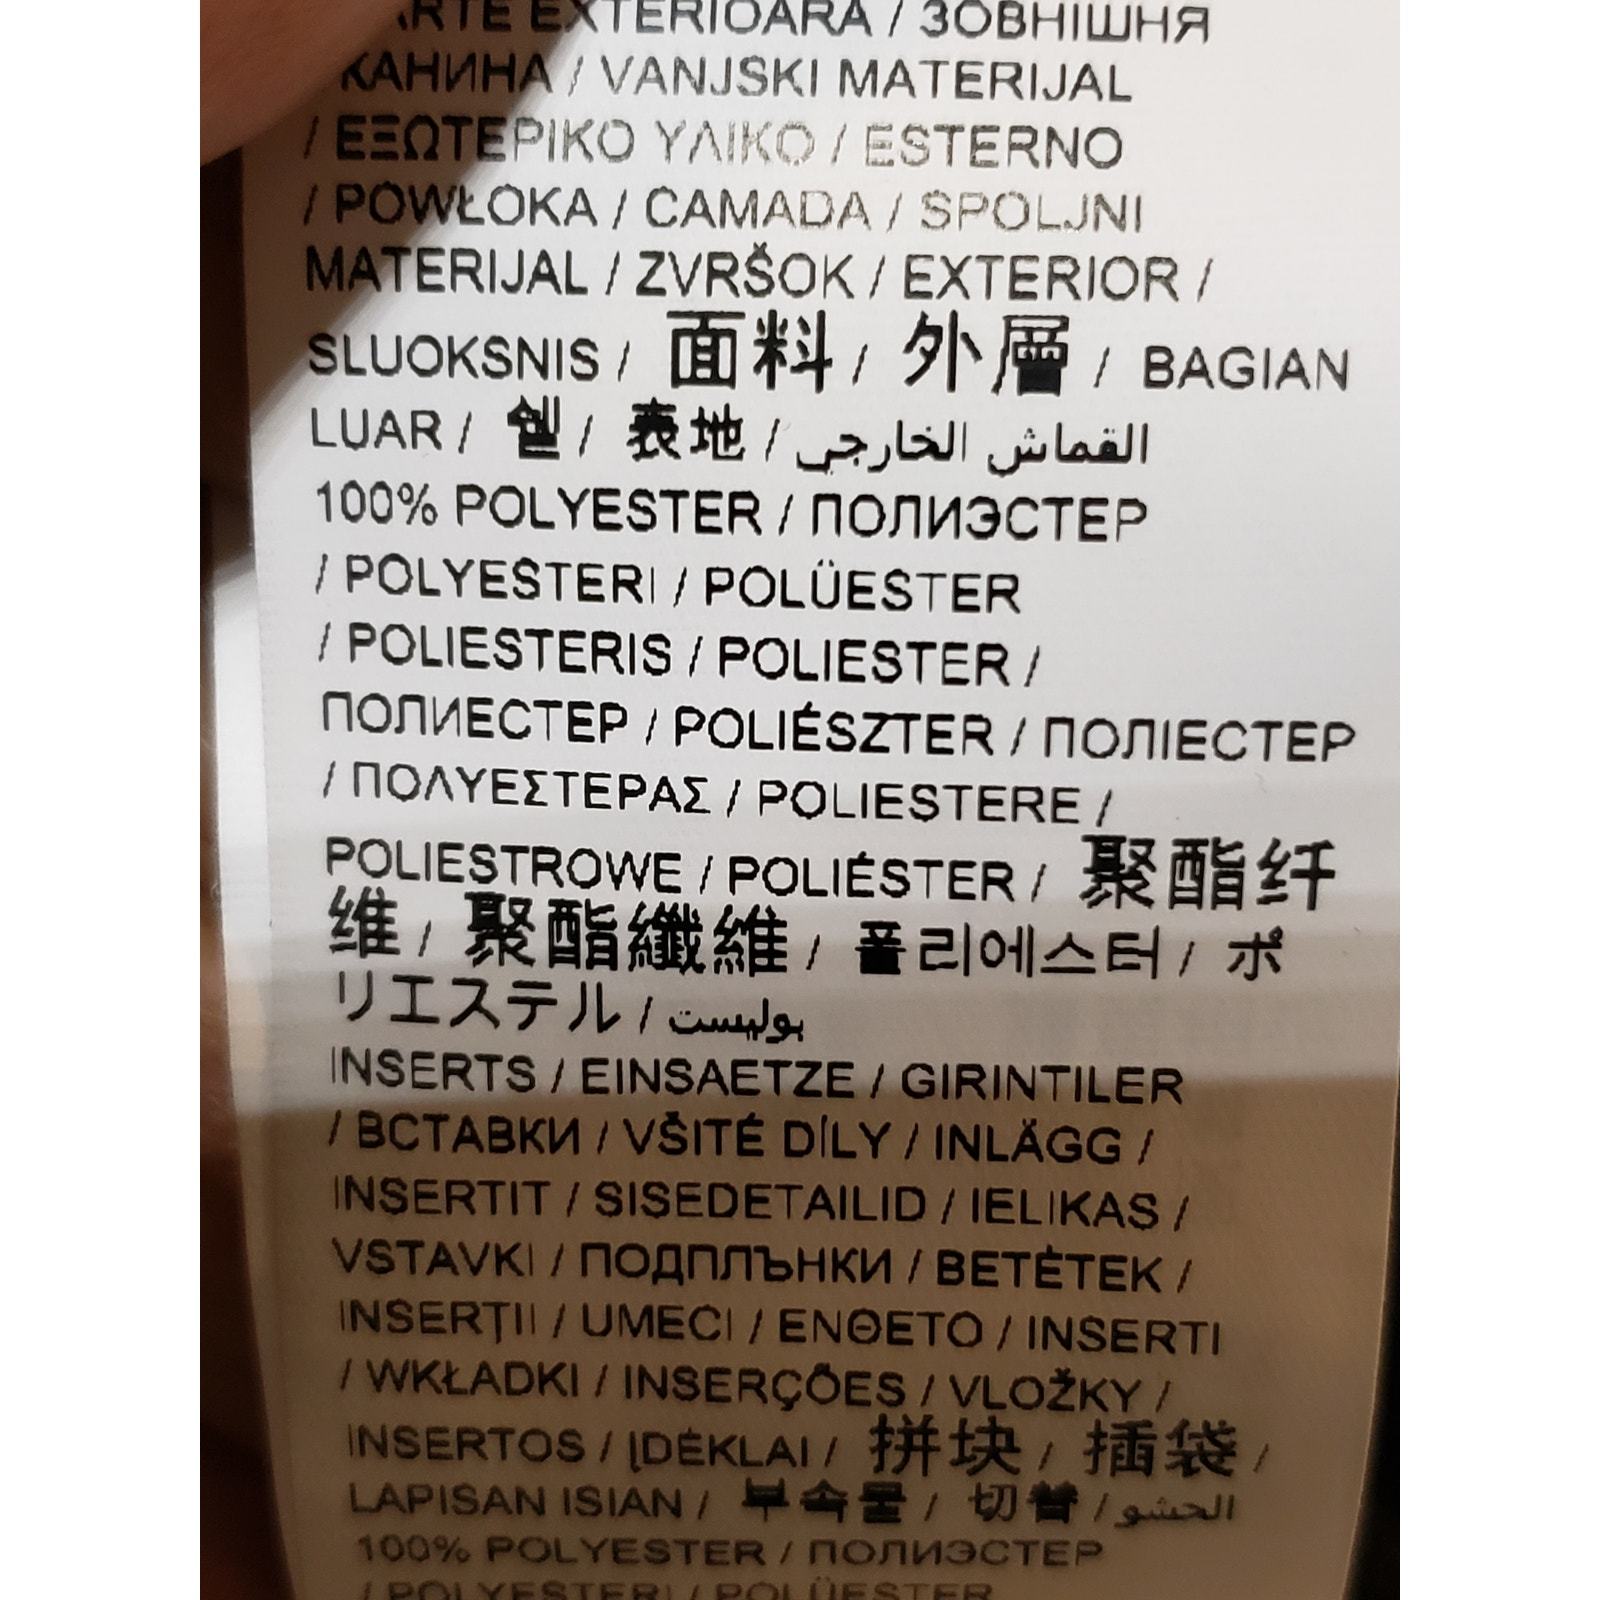 EXTERIOARA / ЗОВНІШНЯ
КАНИНА / VANJSKI MATERIJAL
/ ΕΞΩΤΕΡΙΚΟ ΥΛΙΚΟ / ESTERNO
/ POWŁOKA / CAMADA / SPOLJNI
MATERIJAL / ZVRŠOK / EXTERIOR /
SLUOKSNIS / 面料 / 外層 / BAGIAN
LUAR / 쉘 / 表地 / القماش الخارجي
100% POLYESTER / ПОЛИЭСТЕР
/ POLYESTERI / POLÜESTER
/ POLIESTERIS / POLIESTER /
ПОЛИЕСТЕР / POLIÉSZTER / ПОЛІЕСТЕР
/ ΠΟΛΥΕΣΤΕΡΑΣ / POLIESTERE /
POLIESTROWE / POLIÉSTER / 聚酯纤
维 / 聚酯纖維 / 폴리에스터 / ポ
リエステル / بوليست
INSERTS / EINSAETZE / GIRINTILER
/ ВСТАВКИ / VŠITÉ DÍLY / INLÄGG /
INSERTIT / SISEDETAILID / IELIKAS /
VSTAVKI / ПОДПЛЪНКИ / BETÉTEK /
INSERȚII / UMECI / ΕΝΘΕΤΟ / INSERTI
/ WKŁADKI / INSERÇÕES / VLOŽKY /
INSERTOS / ĮDĖKLAI / 拼块 / 插袋 /
LAPISAN ISIAN / 부속물 / 切替 / الحشو
100% POLYESTER / ПОЛИЭСТЕР
/ POLYESTERI / POLÜESTER